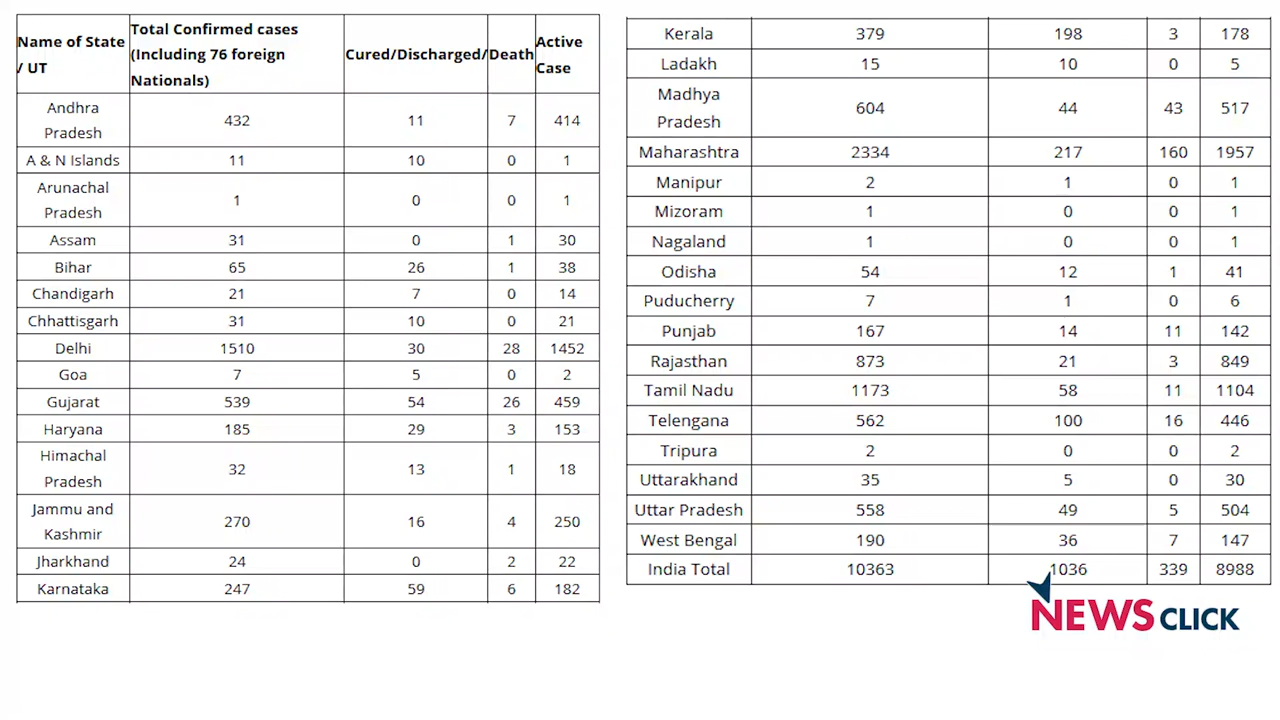 Name of State / UT Total Confirmed cases (Including 76 foreign Nationals) Cured/Discharged/ Death Active Case
Andhra Pradesh 432 11 7 414
A & N Islands 11 10 0 1
Arunachal Pradesh 1 0 0 1
Assam 31 0 1 30
Bihar 65 26 1 38
Chandigarh 21 7 0 14
Chhattisgarh 31 10 0 21
Delhi 1510 30 28 1452
Goa 7 5 0 2
Gujarat 539 54 26 459
Haryana 185 29 3 153
Himachal Pradesh 32 13 1 18
Jammu and Kashmir 270 16 4 250
Jharkhand 24 0 2 22
Karnataka 247 59 6 182
Kerala 379 198 3 178
Ladakh 15 10 0 5
Madhya Pradesh 604 44 43 517
Maharashtra 2334 217 160 1957
Manipur 2 1 0 1
Mizoram 1 0 0 1
Nagaland 1 0 0 1
Odisha 54 12 1 41
Puducherry 7 1 0 6
Punjab 167 14 11 142
Rajasthan 873 21 3 849
Tamil Nadu 1173 58 11 1104
Telengana 562 100 16 446
Tripura 2 0 0 2
Uttarakhand 35 5 0 30
Uttar Pradesh 558 49 5 504
West Bengal 190 36 7 147
India Total 10363 1036 339 8988
NEWSCLICK